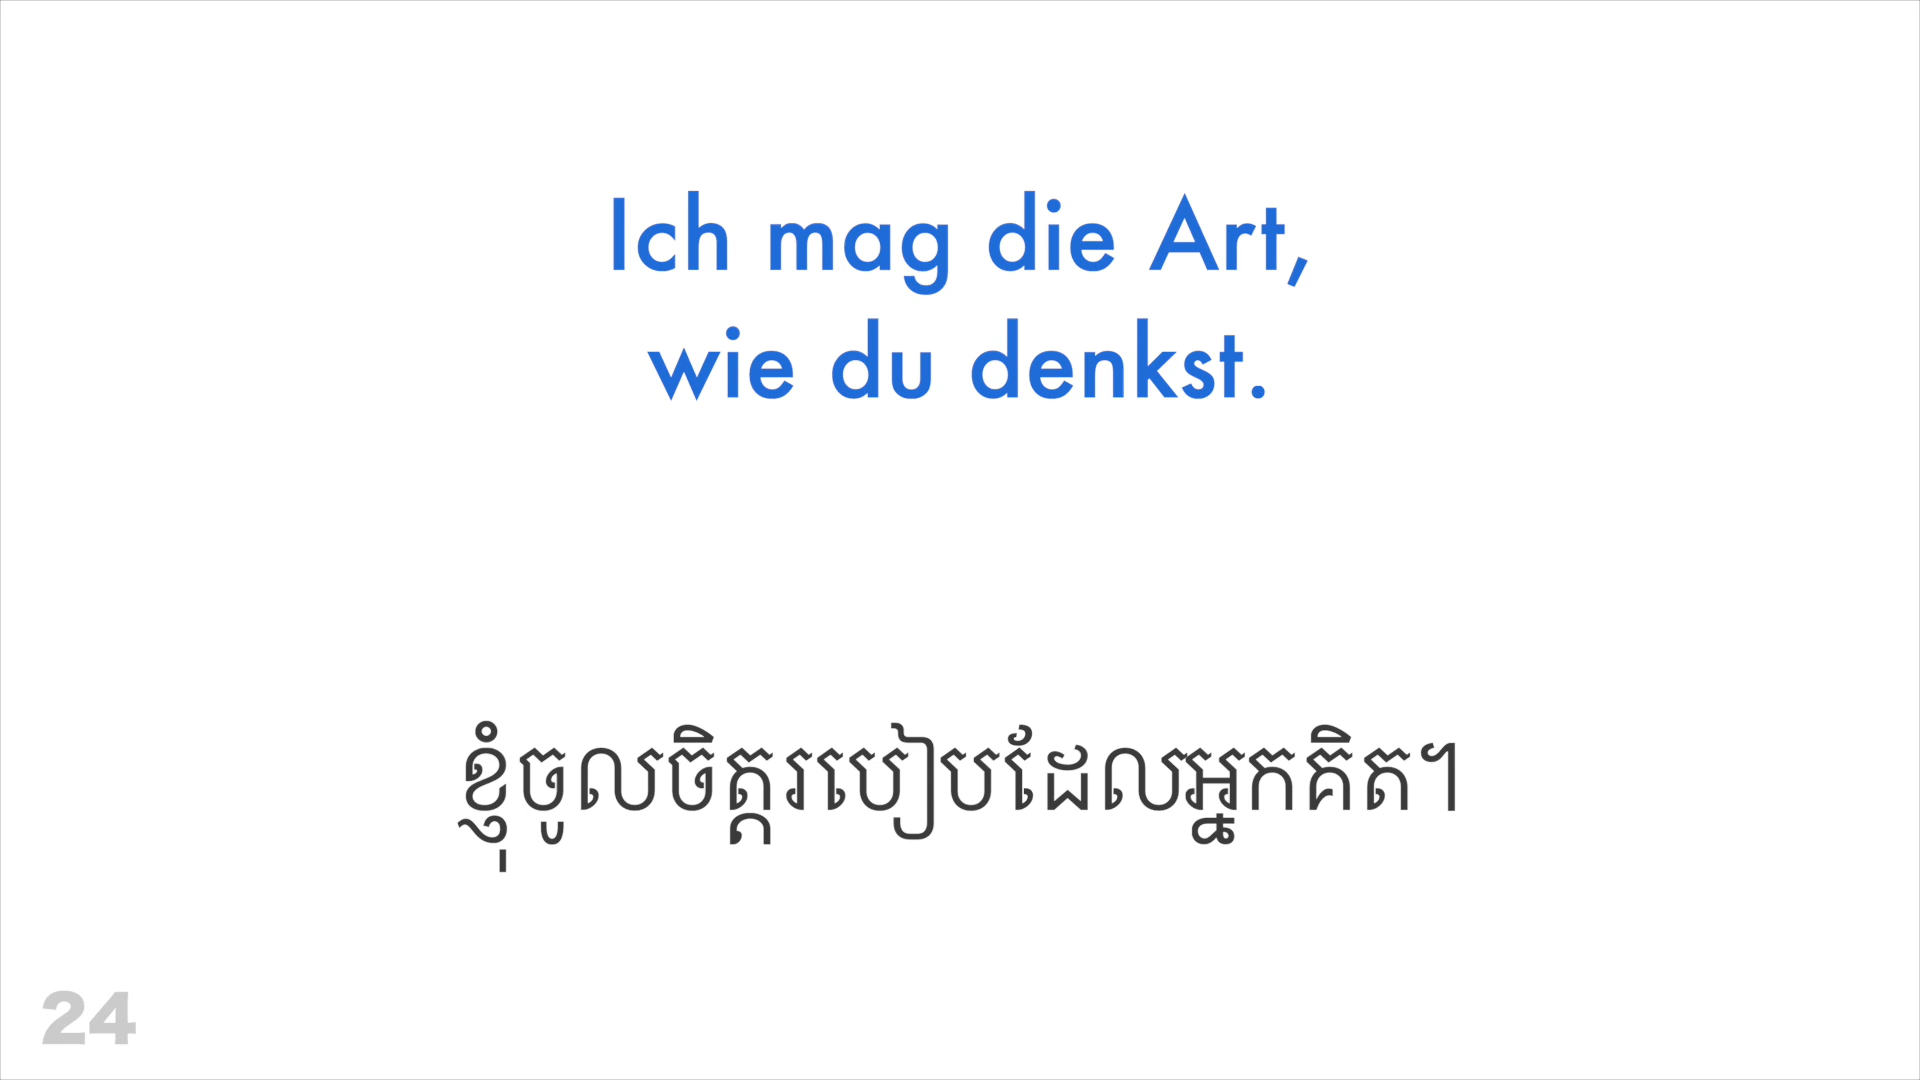 Ich mag die Art,
wie du denkst.
ខ្ញុំចូលចិត្តរបៀបដែលអ្នកគិត។
24